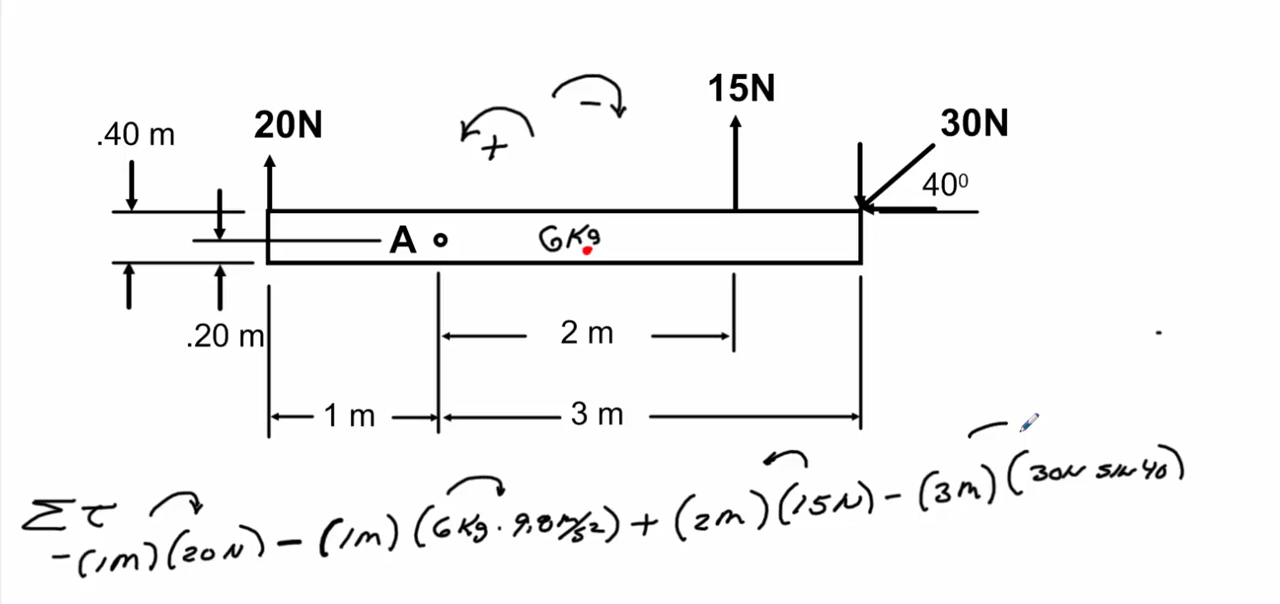 15N
20N
30N
.40 m
+
−
40⁰
A
6Kg
2 m
.20 m
1 m
3 m
Στ
-(1m)(20N) - (1m)(6Kg · 9.8m/s2) + (2m)(15N) - (3m)(30N SIN 40)